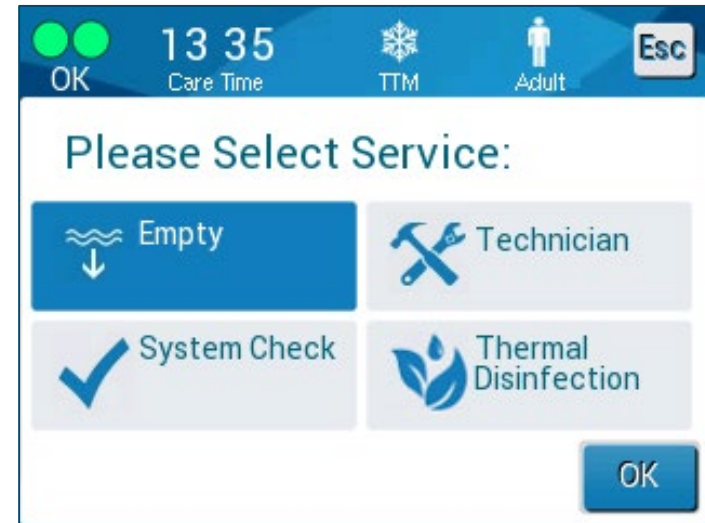 13 35
Esc
OK
Care Time
TTM
Adult
Please Select Service:
Empty
Technician
System Check
Thermal
Disinfection
OK